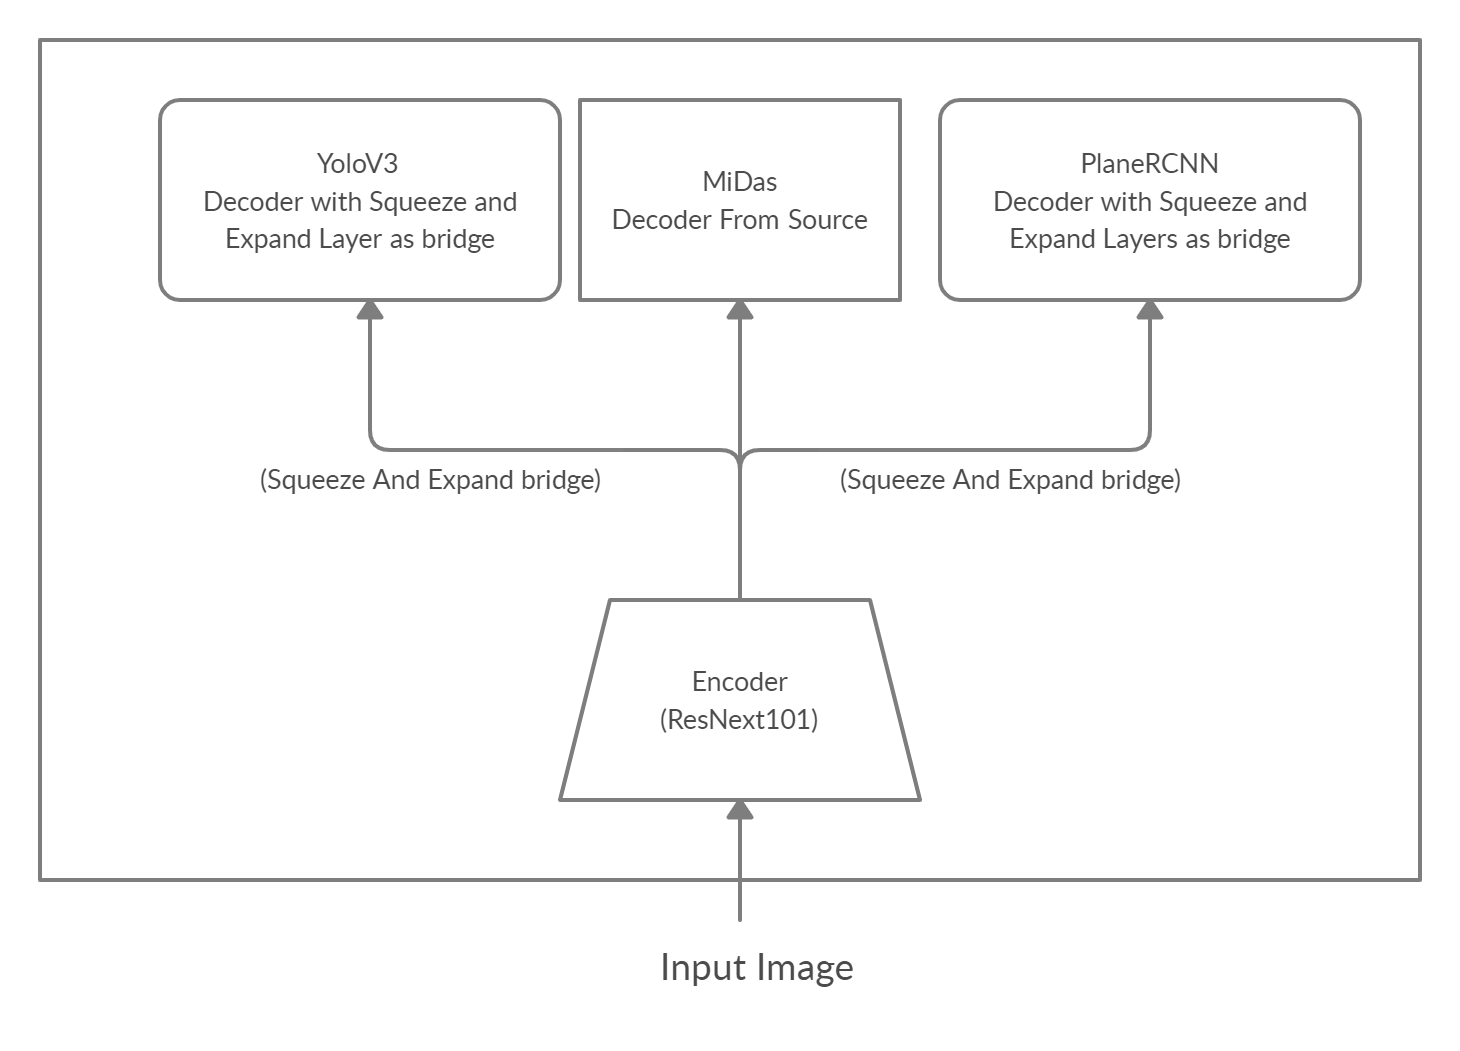 YoloV3
Decoder with Squeeze and
Expand Layer as bridge
MiDas
Decoder From Source
PlaneRCNN
Decoder with Squeeze and
Expand Layers as bridge
(Squeeze And Expand bridge)
(Squeeze And Expand bridge)
Encoder
(ResNext101)
Input Image